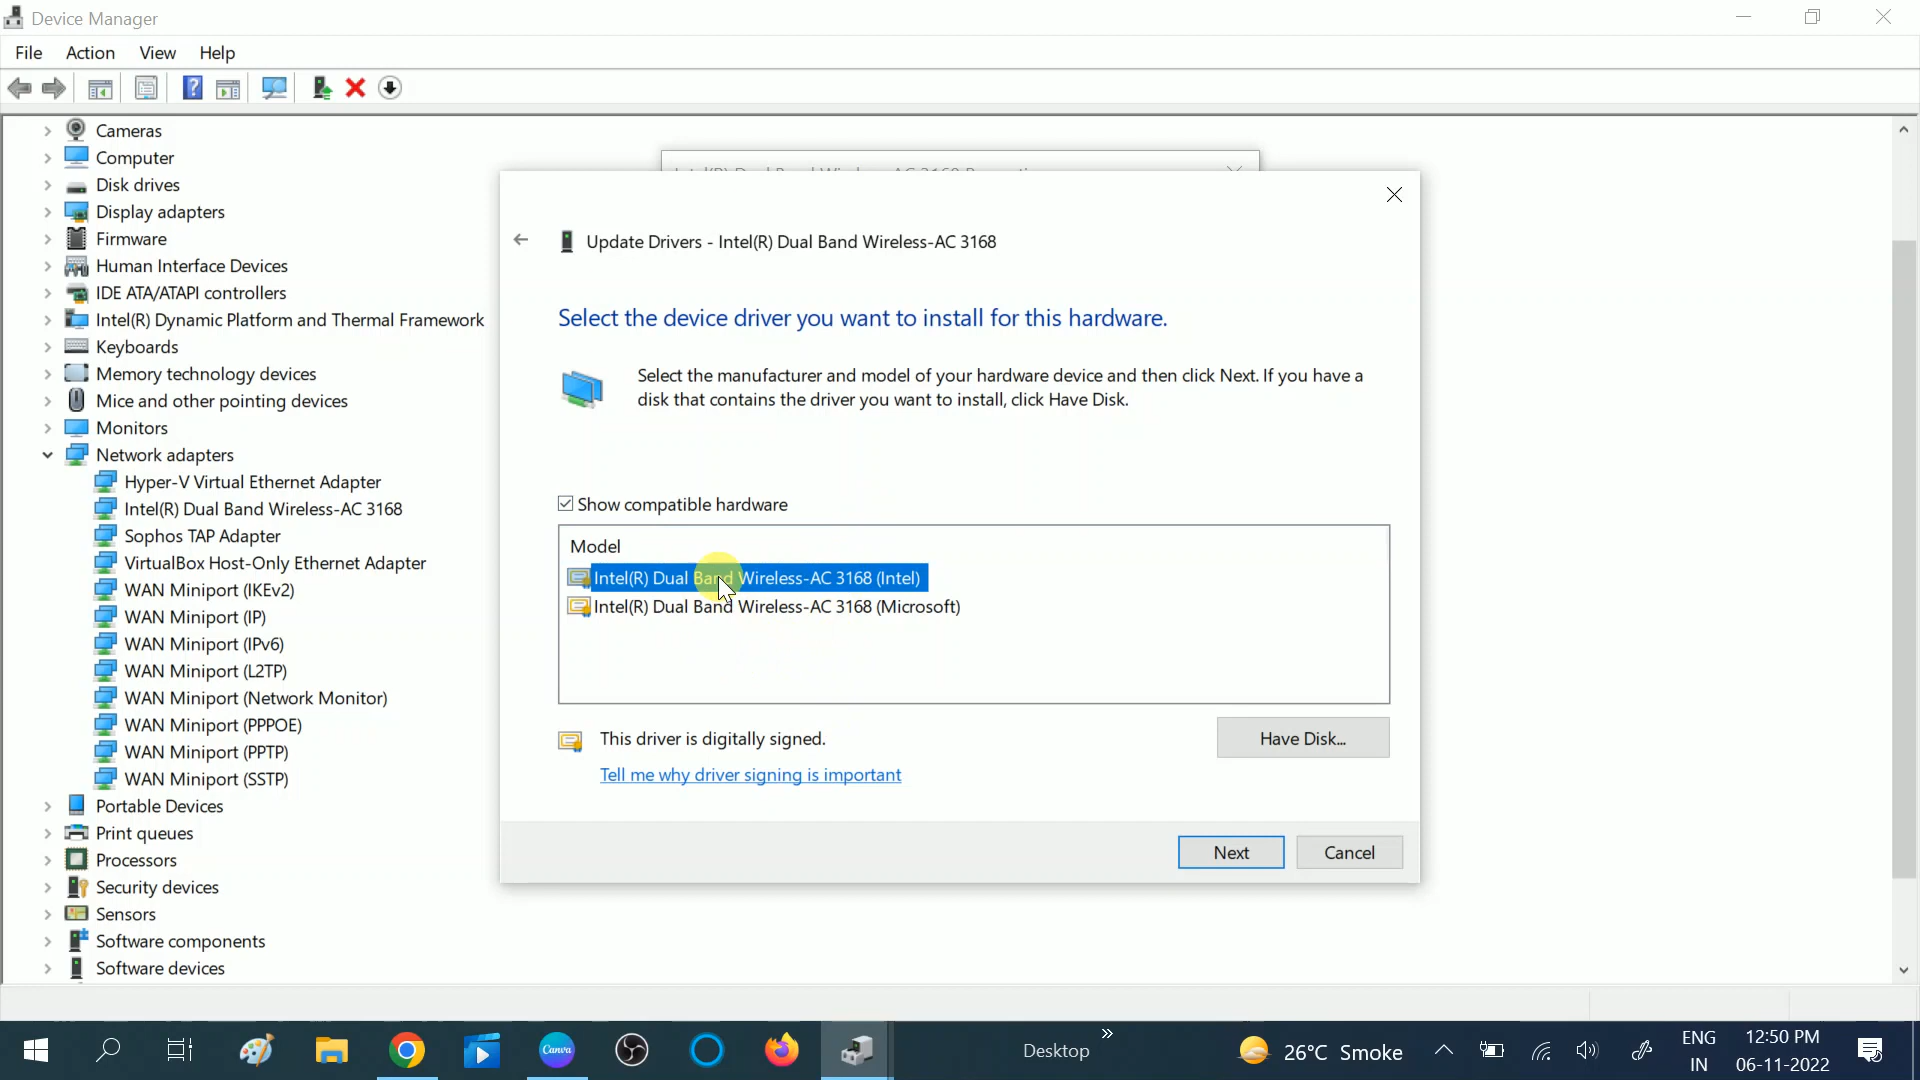 Device Manager
File Action View Help
Cameras
Computer
Disk drives
Display adapters
Firmware
Human Interface Devices
IDE ATA/ATAPI controllers
Intel(R) Dynamic Platform and Thermal Framework
Keyboards
Memory technology devices
Mice and other pointing devices
Monitors
Network adapters
Hyper-V Virtual Ethernet Adapter
Intel(R) Dual Band Wireless-AC 3168
Sophos TAP Adapter
VirtualBox Host-Only Ethernet Adapter
WAN Miniport (IKEv2)
WAN Miniport (IP)
WAN Miniport (IPv6)
WAN Miniport (L2TP)
WAN Miniport (Network Monitor)
WAN Miniport (PPPOE)
WAN Miniport (PPTP)
WAN Miniport (SSTP)
Portable Devices
Print queues
Processors
Security devices
Sensors
Software components
Software devices
Update Drivers - Intel(R) Dual Band Wireless-AC 3168
Select the device driver you want to install for this hardware.
Select the manufacturer and model of your hardware device and then click Next. If you have a
disk that contains the driver you want to install, click Have Disk.
Show compatible hardware
Model
Intel(R) Dual Band Wireless-AC 3168 (Intel)
Intel(R) Dual Band Wireless-AC 3168 (Microsoft)
This driver is digitally signed.
Have Disk...
Tell me why driver signing is important
Next Cancel
Canva
Desktop
26°C Smoke
ENG
IN
12:50 PM
06-11-2022